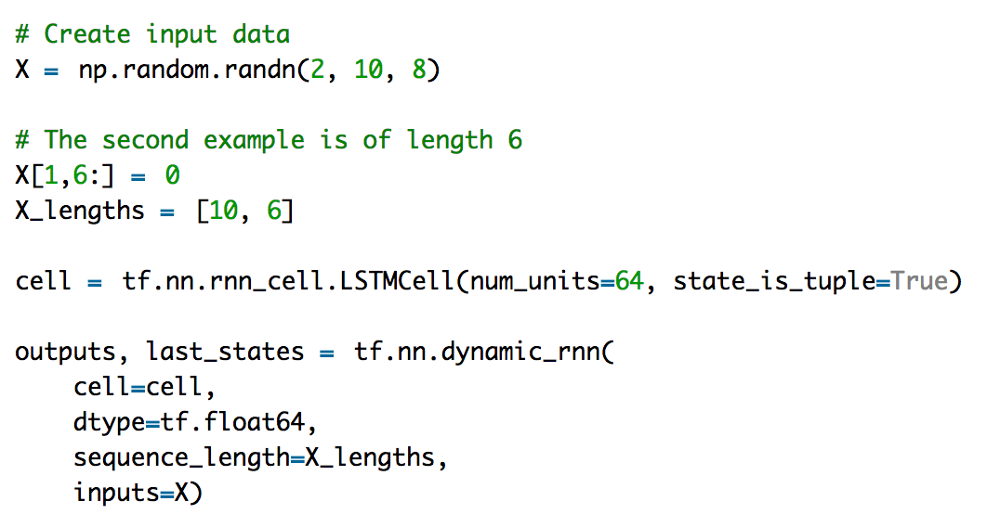 # Create input data
X = np.random.randn(2, 10, 8)
# The second example is of length 6
X[1,6:] = 0
X_lengths = [10, 6]
cell = tf.nn.rnn_cell.LSTMCell(num_units=64, state_is_tuple=True)
outputs, last_states = tf.nn.dynamic_rnn(
    cell=cell,
    dtype=tf.float64,
    sequence_length=X_lengths,
    inputs=X)